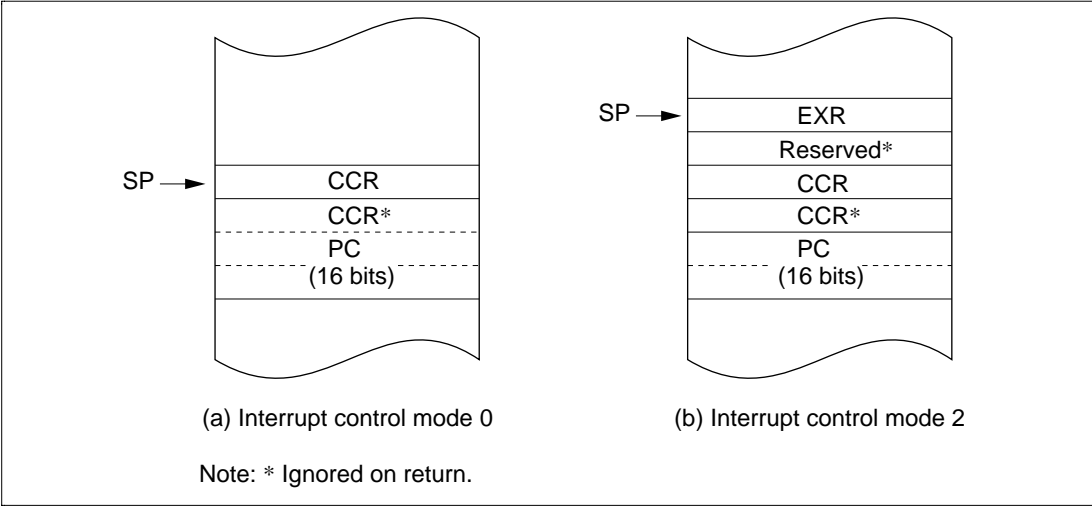 SP
CCR
CCR*
PC
(16 bits)
(a) Interrupt control mode 0
SP
EXR
Reserved*
CCR
CCR*
PC
(16 bits)
(b) Interrupt control mode 2
Note: * Ignored on return.